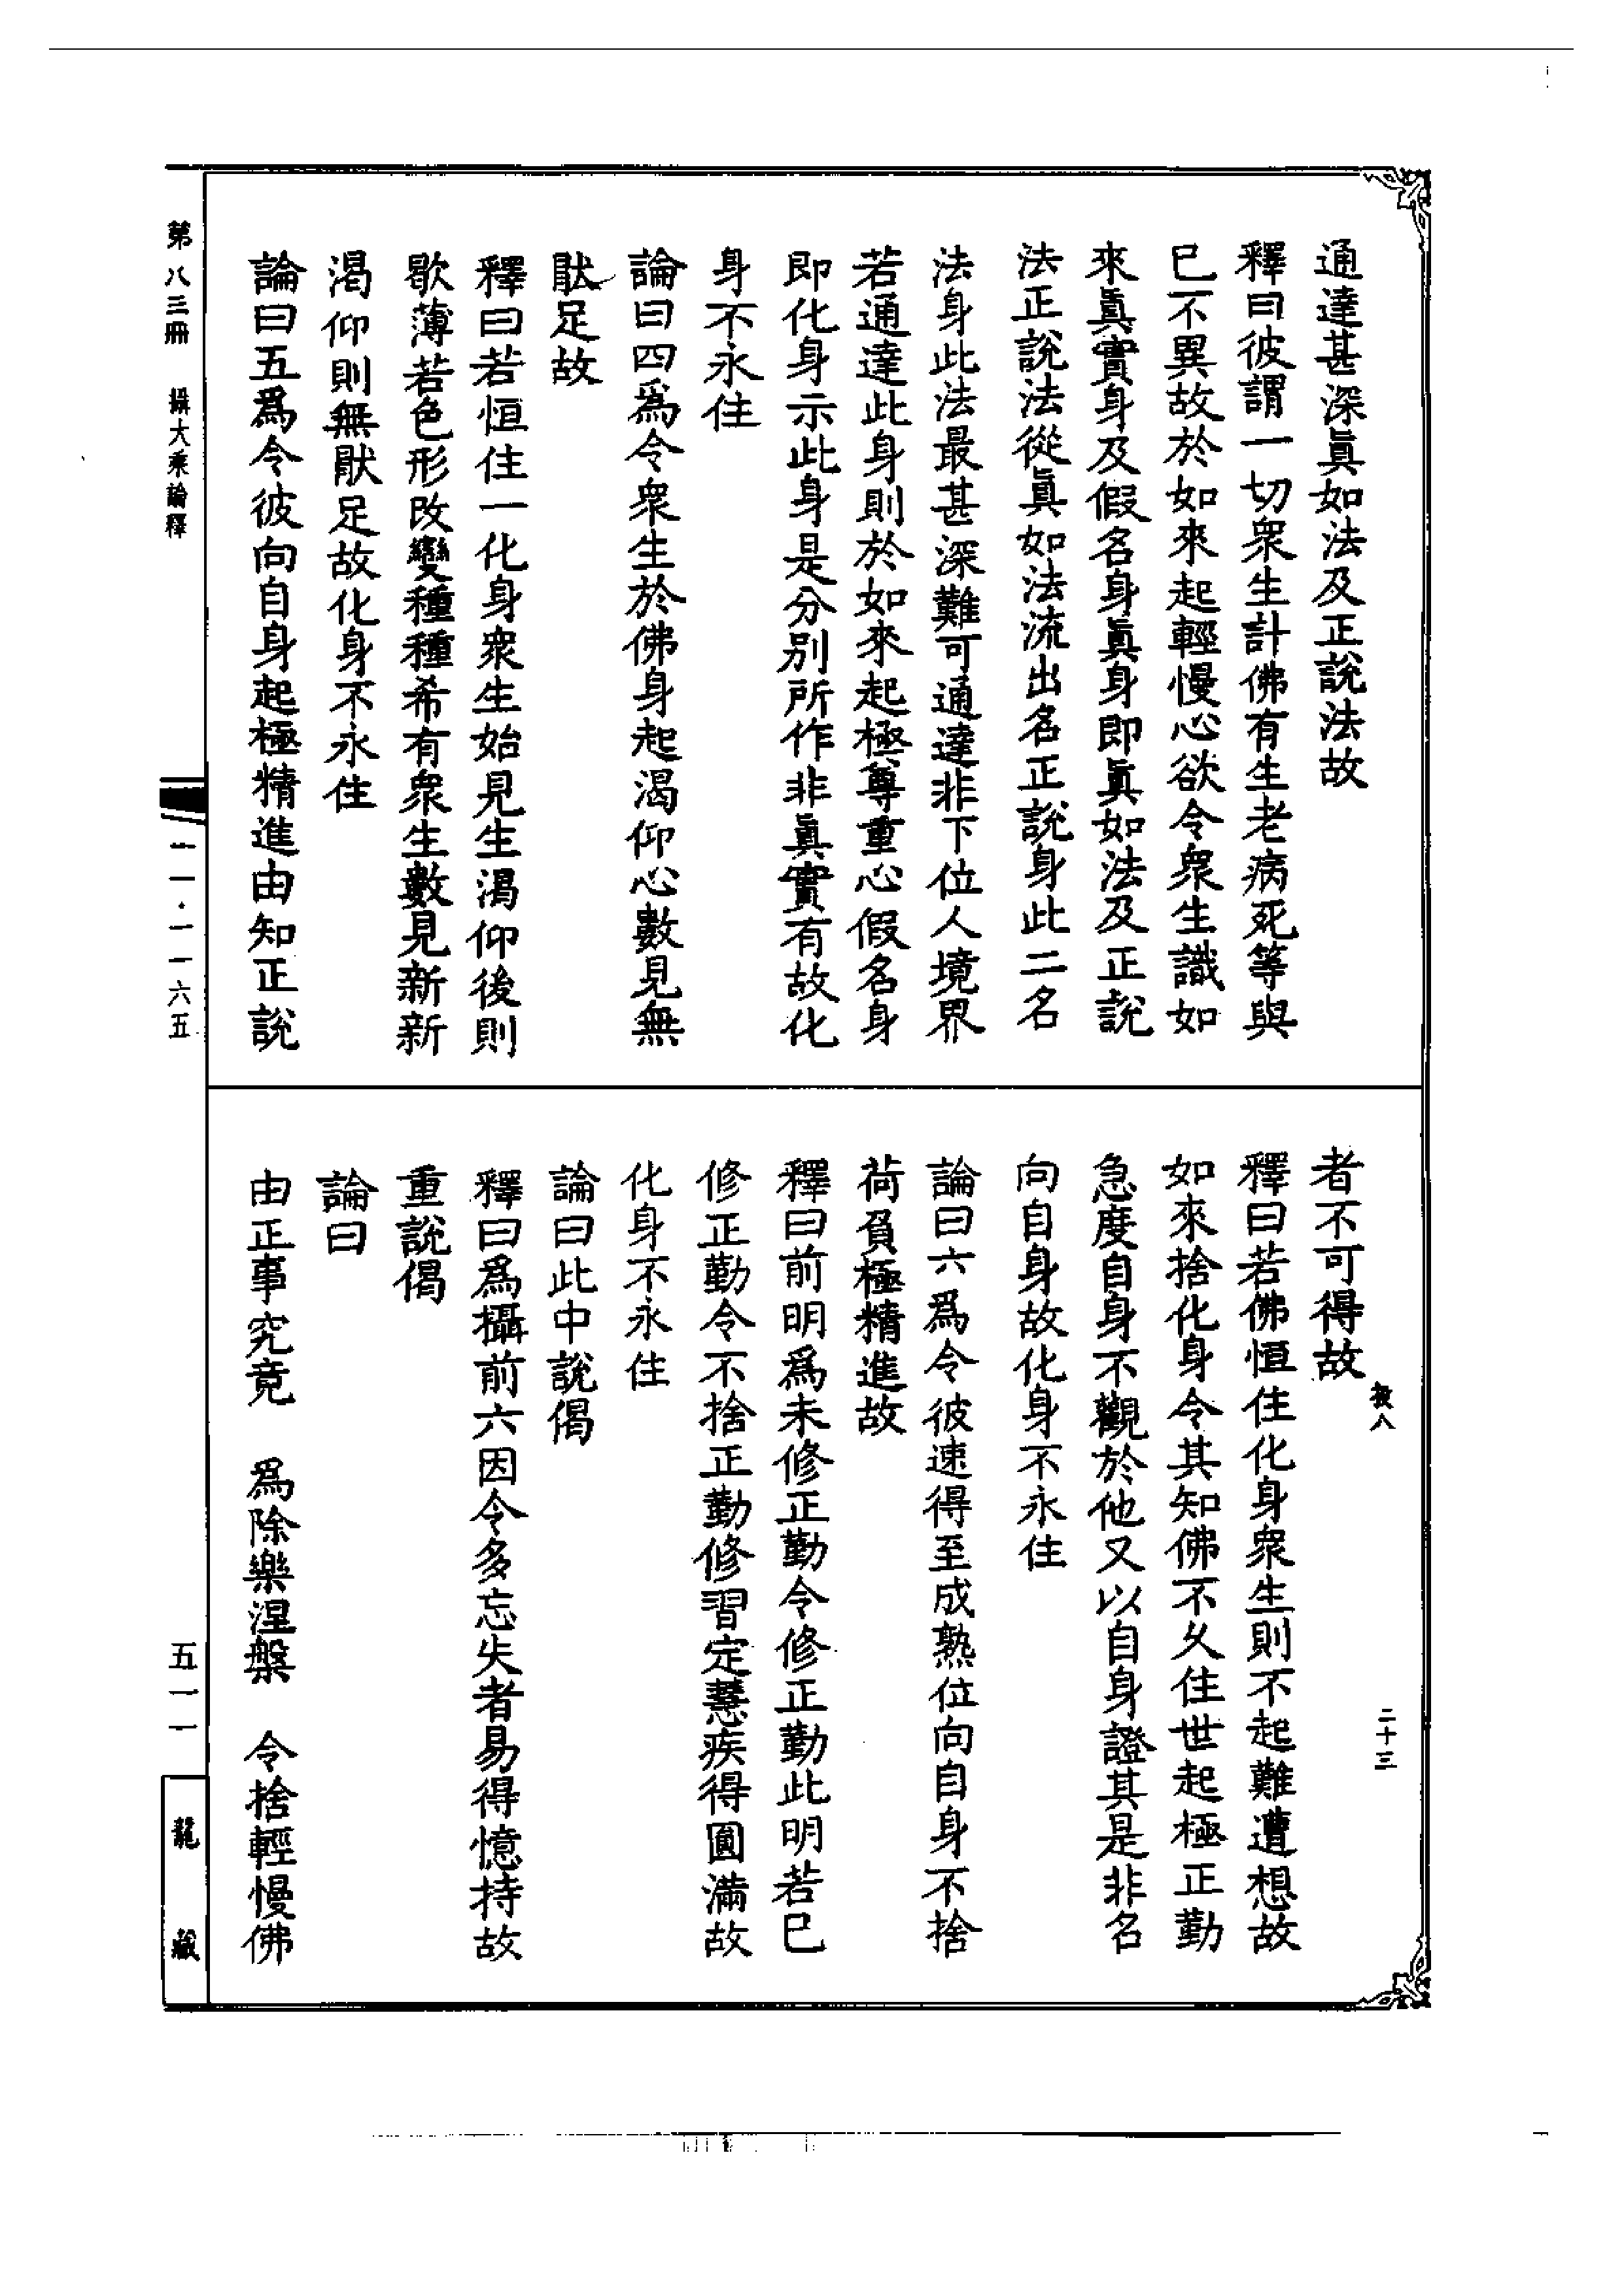 通達甚深眞如法及正說法故
釋曰彼謂一切衆生計佛有生老病死等與
已不異故於如來起輕慢心欲令衆生識如
來眞實身及假名身眞身即眞如法及正說
法正說法從眞如法流出名正說身此二名
法身此法最甚深難可通達非下位人境界
若通達此身則於如來起極尊重心假名身
即化身示此身是分別所作非眞實有故化
身不永住
論曰四爲令衆生於佛身起渴仰心數見無
猒足故
釋曰若恒住一化身衆生始見生渴仰後則
歇薄若色形改變種種希有衆生數見新新
渴仰則無猒足故化身不永住
論曰五爲令彼向自身起極精進由知正說
者不可得故
釋曰若佛恒住化身衆生則不起難遭想故
如來捨化身令其知佛不久住世起極正勤
急度自身不觀於他又以自身證其是非名
向自身故化身不永住
論曰六爲令彼速得至成熟位向自身不捨
荷負極精進故
釋曰前明爲未修正勤令修正勤此明若已
修正勤令不捨正勤修習定慧疾得圓滿故
化身不永住
論曰此中說偈
釋曰爲攝前六因令多忘失者易得憶持故
重說偈
論曰
由正事究竟　爲除樂涅槃　令捨輕慢佛
二十三
第八三冊　攝大乘論釋
一一·一一六五
五一一
龍藏